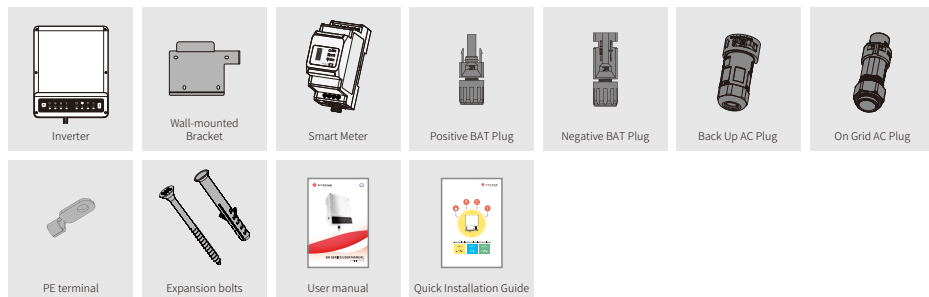 Inverter
Wall-mounted
Bracket
Smart Meter
Positive BAT Plug
Negative BAT Plug
Back Up AC Plug
On Grid AC Plug
PE terminal
Expansion bolts
User manual
Quick Installation Guide